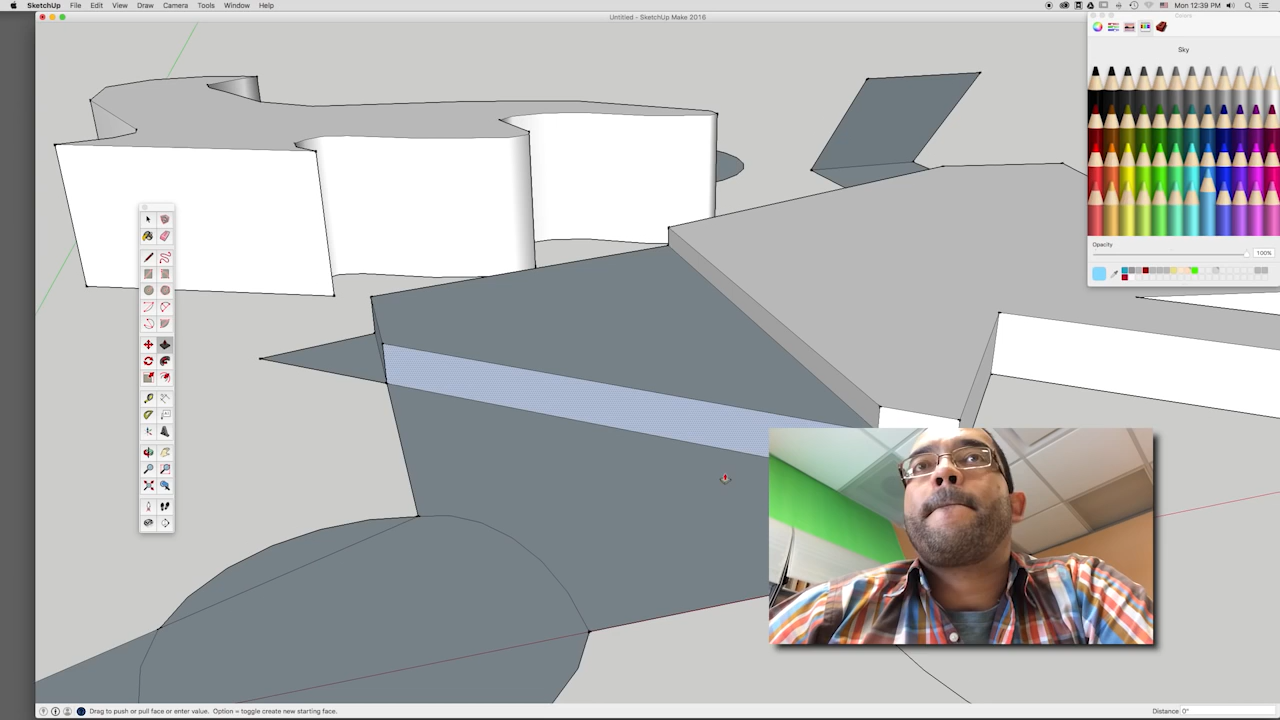 SketchUp File Edit View Draw Camera Tools Window Help
Mon 12:39 PM
Untitled - SketchUp Make 2016
Colors
Sky
Opacity
100%
Drag to push or pull face or enter value. Option = toggle create new starting face.
Distance 0"